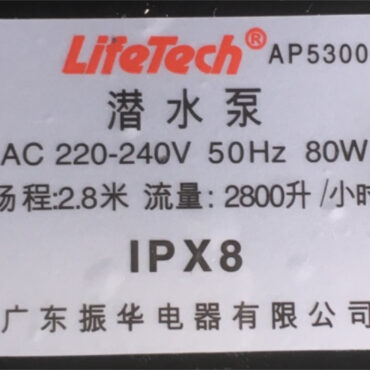 LifeTech® AP5300
潜水泵
AC 220-240V 50Hz 80W
扬程:2.8米 流量: 2800升/小时
IPX8
广东振华电器有限公司